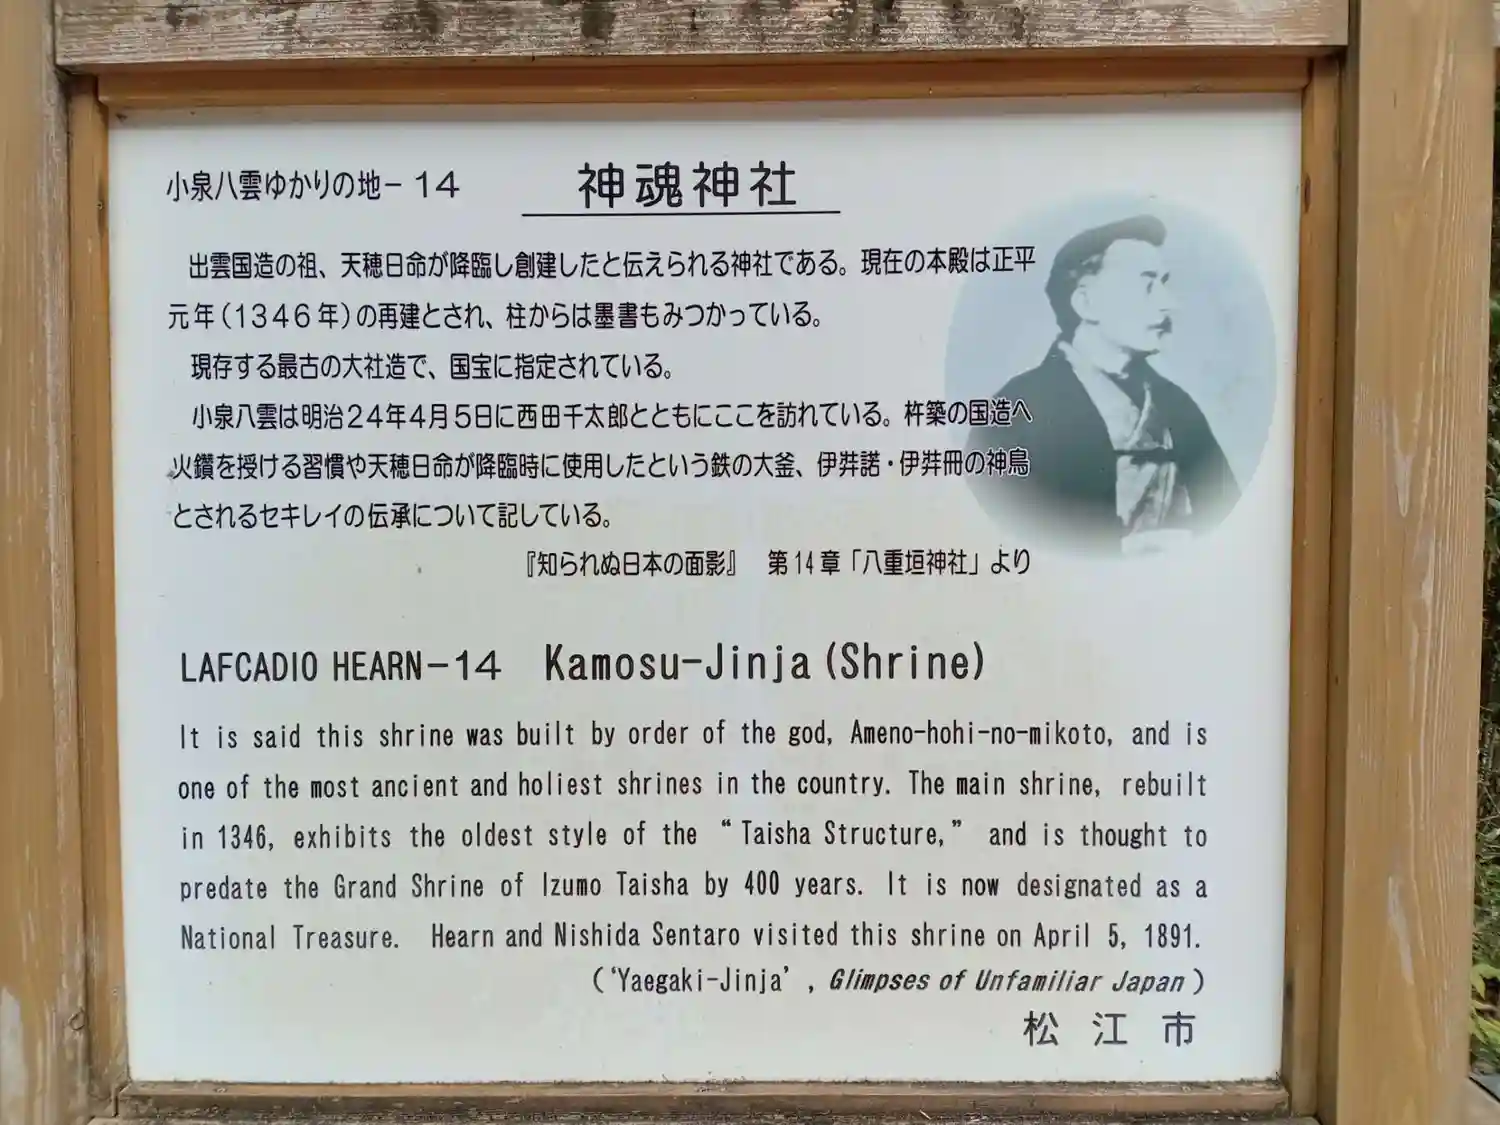 小泉八雲ゆかりの地－14 神魂神社
出雲国造の祖、天穂日命が降臨し創建したと伝えられる神社である。現在の本殿は正平
元年(1346年)の再建とされ、柱からは墨書もみつかっている。
現存する最古の大社造で、国宝に指定されている。
小泉八雲は明治24年4月5日に西田千太郎とともにここを訪れている。杵築の国造へ
火鑽を授ける習慣や天穂日命が降臨時に使用したという鉄の大釜、伊弉諾・伊弉冊の神鳥
とされるセキレイの伝承について記している。
『知られぬ日本の面影』 第14章「八重垣神社」より
LAFCADIO HEARN－14 Kamosu-Jinja(Shrine)
It is said this shrine was built by order of the god, Ameno-hohi-no-mikoto, and is
one of the most ancient and holiest shrines in the country. The main shrine, rebuilt
in 1346, exhibits the oldest style of the “Taisha Structure,” and is thought to
predate the Grand Shrine of Izumo Taisha by 400 years. It is now designated as a
National Treasure. Hearn and Nishida Sentaro visited this shrine on April 5, 1891.
(‘Yaegaki-Jinja’, Glimpses of Unfamiliar Japan)
松江市